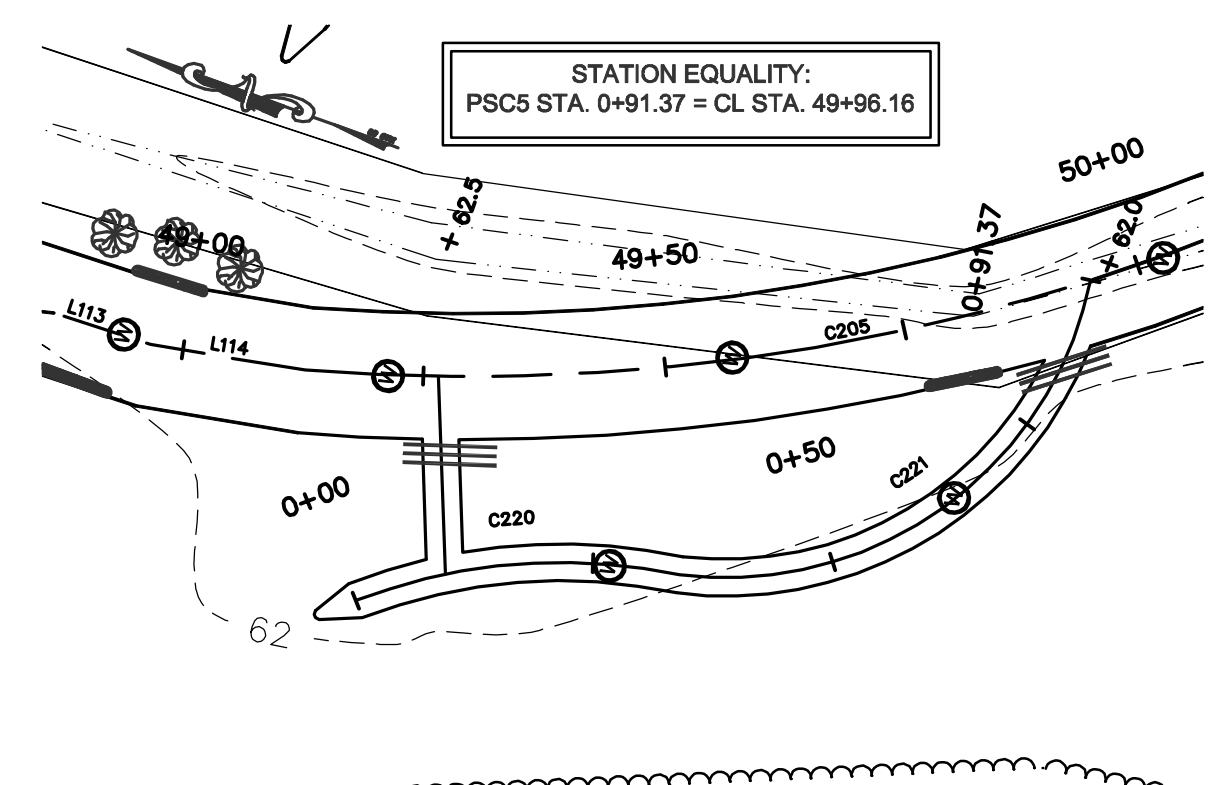 STATION EQUALITY:
PSC5 STA. 0+91.37 = CL STA. 49+96.16
50+00
+ 62.5
49+00
49+50
0+91.37
× 62.0
L113
L114
C205
0+50
0+00
C221
C220
62
W
W
W
W
W
W